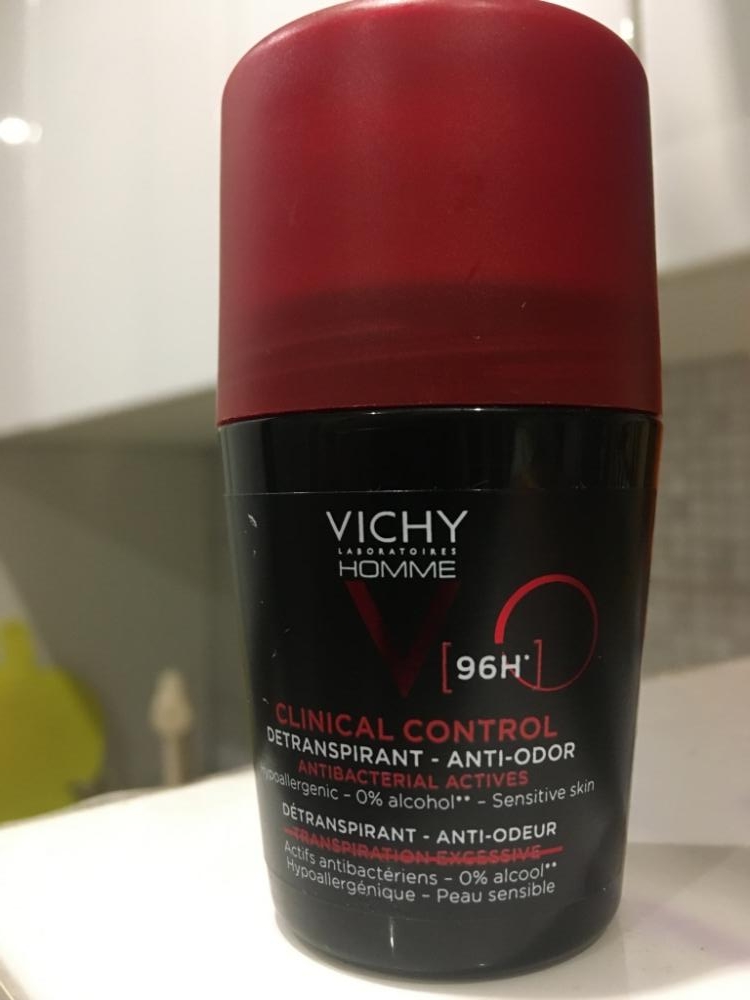 VICHY
LABORATOIRES
HOMME
[96H*]
CLINICAL CONTROL
DETRANSPIRANT - ANTI-ODOR
ANTIBACTERIAL ACTIVES
Hypoallergenic - 0% alcohol** - Sensitive skin
DÉTRANSPIRANT - ANTI-ODEUR
TRANSPIRATION EXCESSIVE
Actifs antibactériens - 0% alcool**
Hypoallergénique - Peau sensible